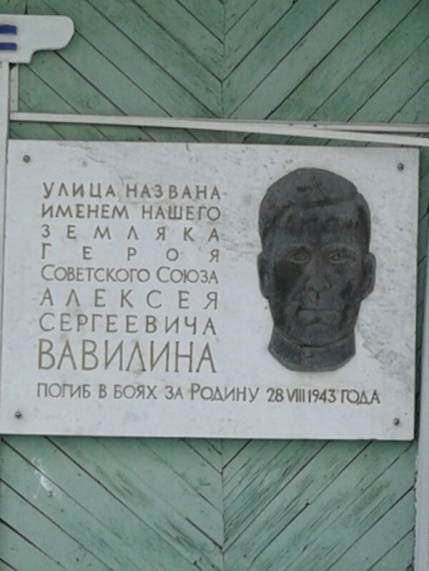 УЛИЦА НАЗВАНА
ИМЕНЕМ НАШЕГО
ЗЕМЛЯКА
ГЕРОЯ
СОВЕТСКОГО СОЮЗА
АЛЕКСЕЯ
СЕРГЕЕВИЧА
ВАВИЛИНА
ПОГИБ В БОЯХ ЗА РОДИНУ 28 VIII 1943 ГОДА